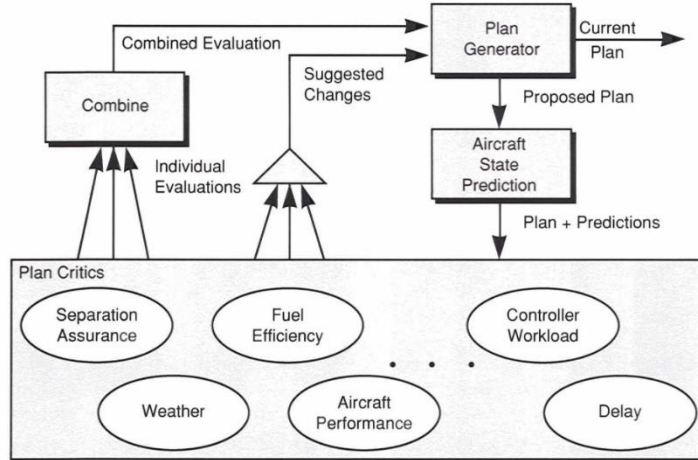 Combined Evaluation
Plan
Generator
Current
Plan
Suggested
Changes
Combine
Proposed Plan
Individual
Evaluations
Aircraft
State
Prediction
Plan + Predictions
Plan Critics
Separation
Assurance
Fuel
Efficiency
Controller
Workload
. . .
Weather
Aircraft
Performance
Delay